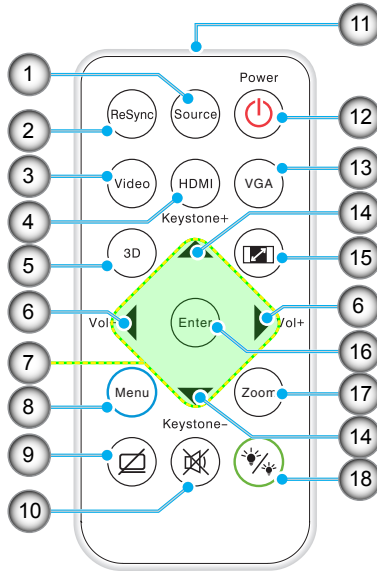 11
1
Power
ReSync
Source
2
12
3
13
Video
HDMI
VGA
4
Keystone+
14
5
3D
15
6
6
Vol-
Enter
Vol+
16
7
Menu
Zoom
17
8
Keystone-
14
9
10
18